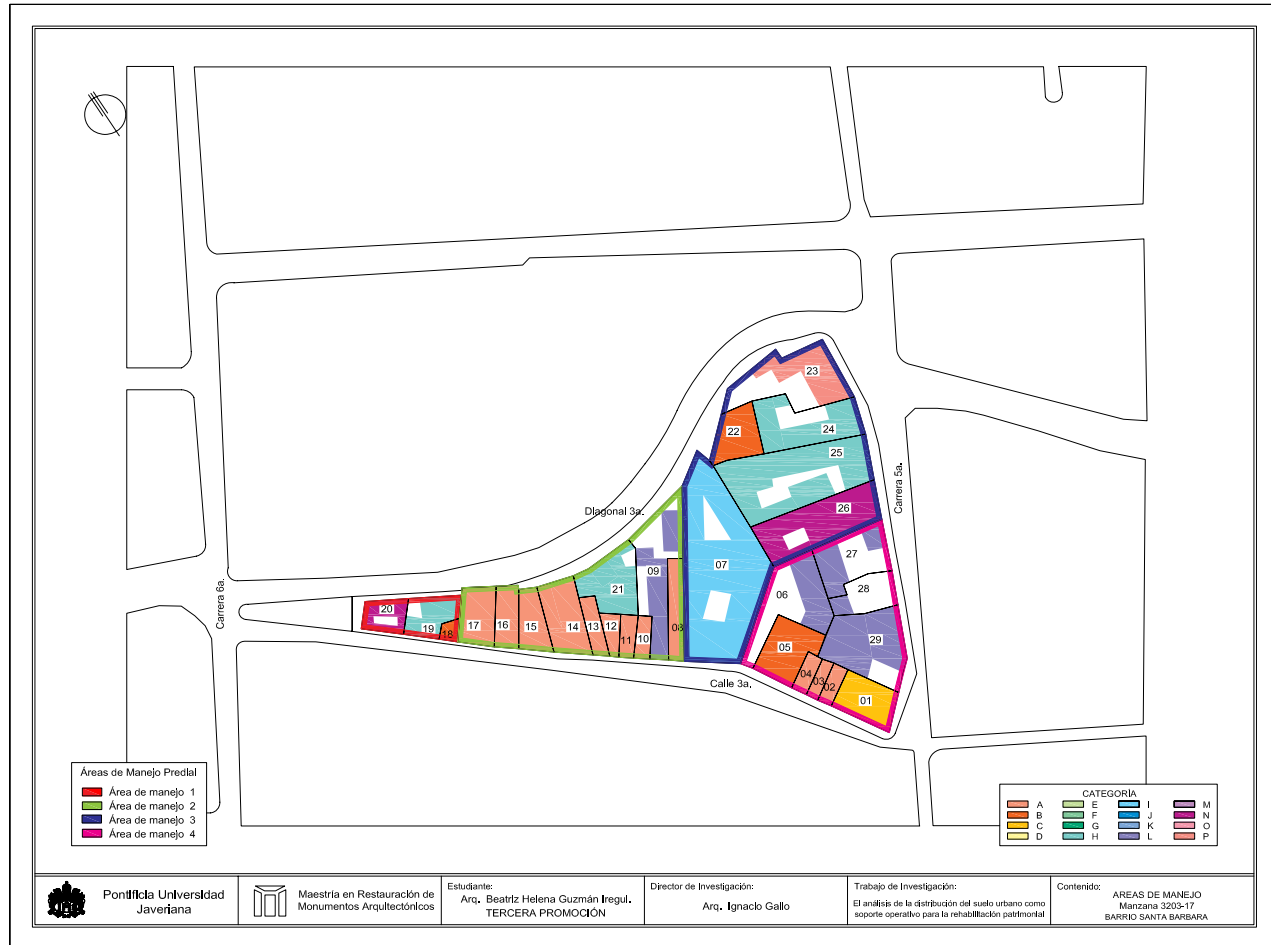 23
22
24
25
26
Carrera 5a.
DIagonal 3a.
07
27
09
21
28
06
20
19
18
17
16
15
14
13
12
11
10
08
29
05
04
03
02
01
Carrera 6a.
Calle 3a.
Áreas de Manejo PredIal
Área de manejo 1
Área de manejo 2
Área de manejo 3
Área de manejo 4
CATEGORÍA
A E I M
B F J N
C G K O
D H L P
PontIfIcIa UnIversIdad
JaverIana
Maestría en RestauracIón de
Monumentos ArquItectónIcos
EstudIante:
Arq. BeatrIz Helena Guzmán Iregul.
TERCERA PROMOCIÓN
DIrector de InvestIgacIón:
Arq. IgnacIo Gallo
Trabajo de InvestIgacIón:
El análIsIs de la dIstrIbucIón del suelo urbano como
soporte operatIvo para la rehabIlItacIón patrImonIal
ContenIdo:
AREAS DE MANEJO
Manzana 3203-17
BARRIO SANTA BARBARA